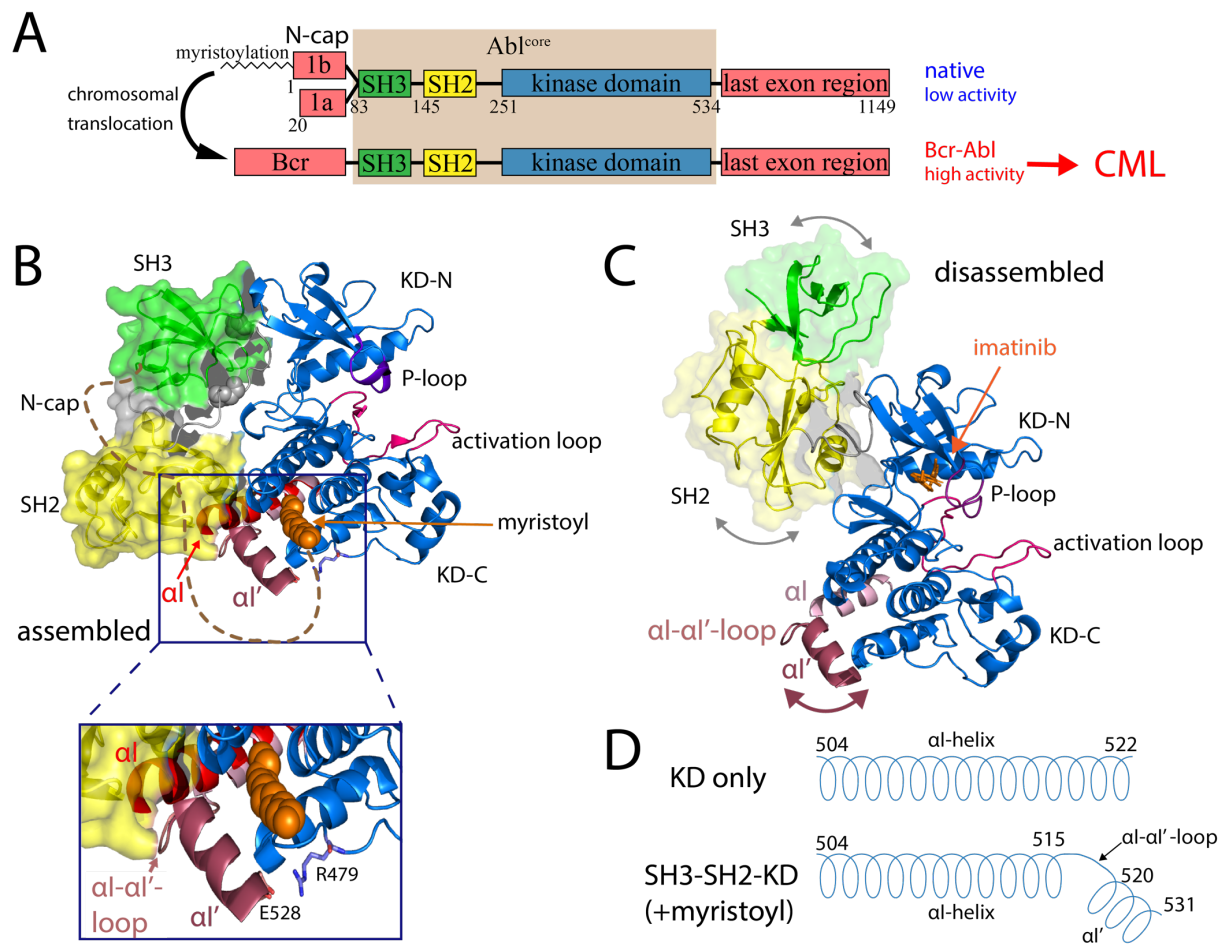 A
N-cap
myristoylation
1b
Abl^core
SH3
SH2
kinase domain
last exon region
native
low activity
1
1a
83
145
251
534
1149
20
chromosomal
translocation
Bcr
SH3
SH2
kinase domain
last exon region
Bcr-Abl
high activity
CML
B
SH3
KD-N
P-loop
N-cap
activation loop
SH2
myristoyl
αI
αI'
KD-C
assembled
αI
αI-αI'-
loop
αI'
E528
R479
C
SH3
disassembled
imatinib
KD-N
P-loop
SH2
activation loop
αI
αI-αI'-loop
αI'
KD-C
D
KD only
504
αI-helix
522
SH3-SH2-KD
(+myristoyl)
504
αI-helix
515
αI-αI'-loop
520
531
αI'